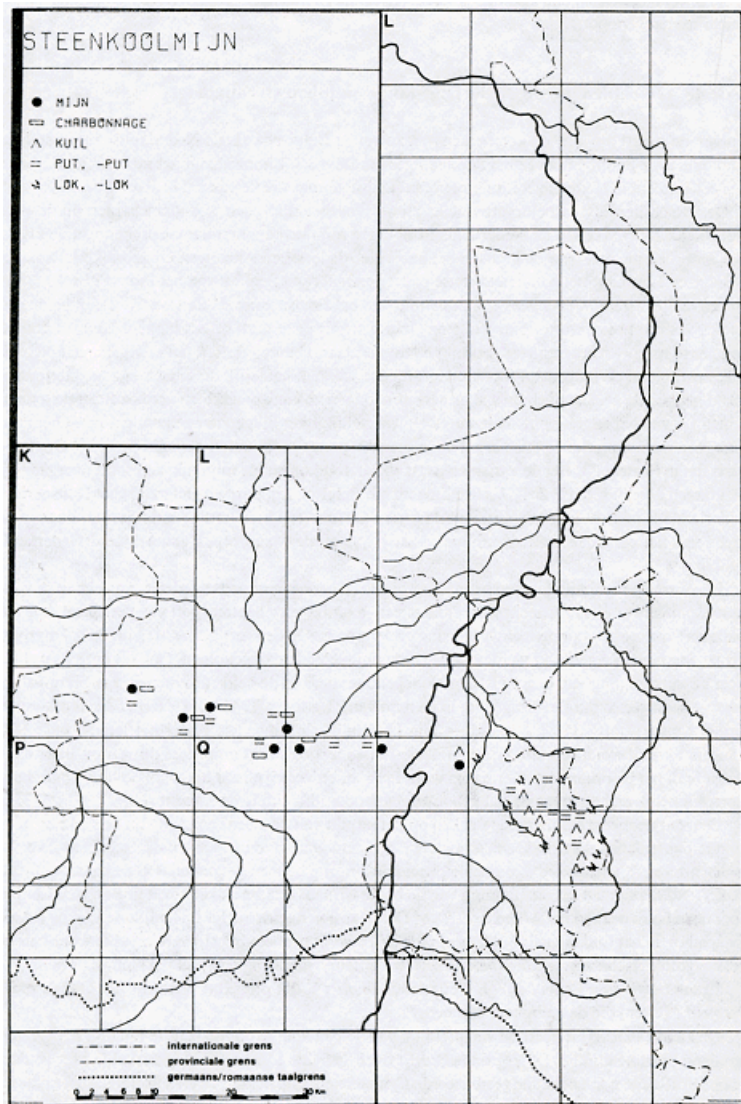 STEENKOOLMIJN
L
MIJN
CHARBONNAGE
KUIL
PUT, -PUT
LOK, -LOK
K
L
P
Q
internationale grens
provinciale grens
germaans/romaanse taalgrens
0 2 4 6 8 10 20 30 Km